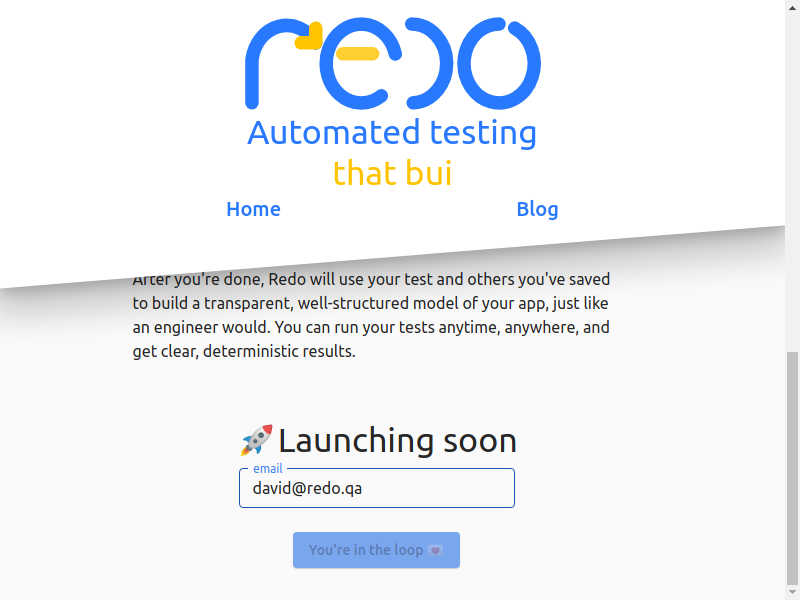 redo
Automated testing
that bui
Home Blog
After you're done, Redo will use your test and others you've saved
to build a transparent, well-structured model of your app, just like
an engineer would. You can run your tests anytime, anywhere, and
get clear, deterministic results.
🚀 Launching soon
email
david@redo.qa
You're in the loop 💌